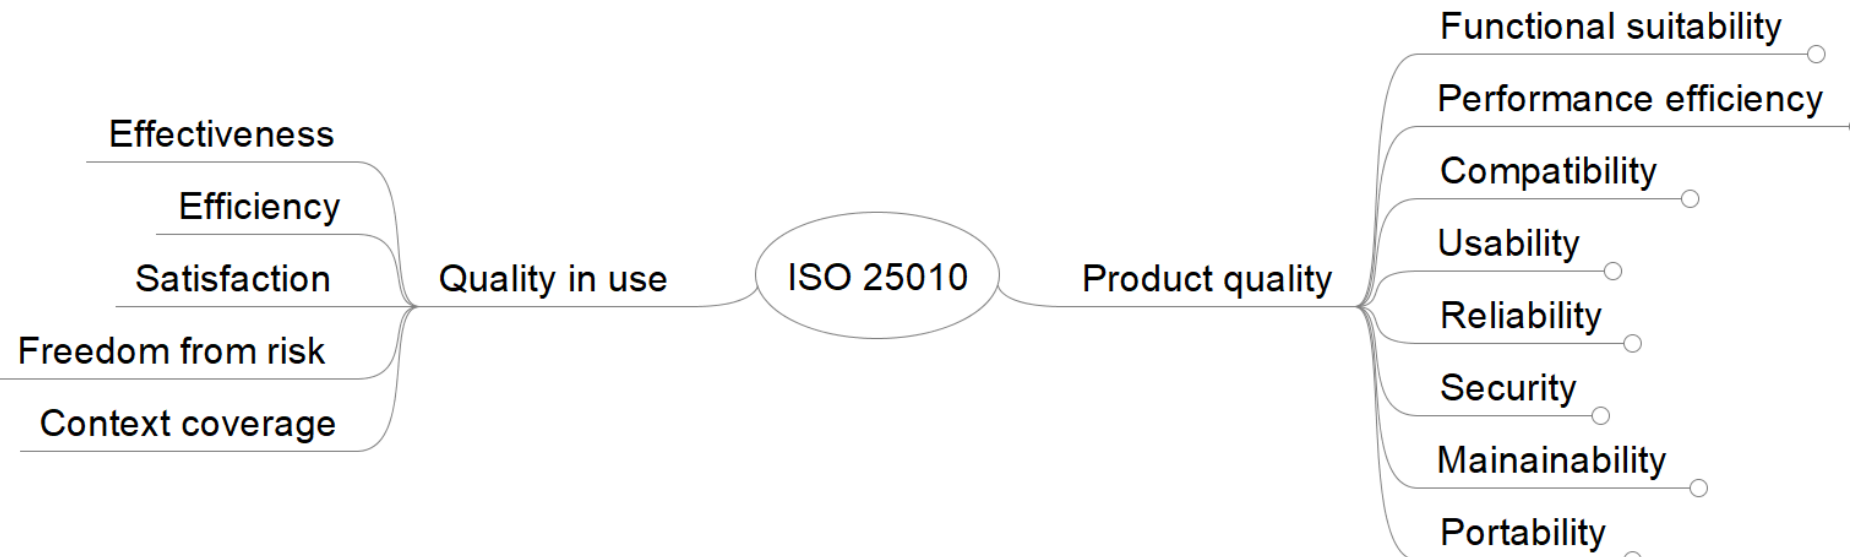 ISO 25010
Quality in use
Effectiveness
Efficiency
Satisfaction
Freedom from risk
Context coverage
Product quality
Functional suitability
Performance efficiency
Compatibility
Usability
Reliability
Security
Mainainability
Portability